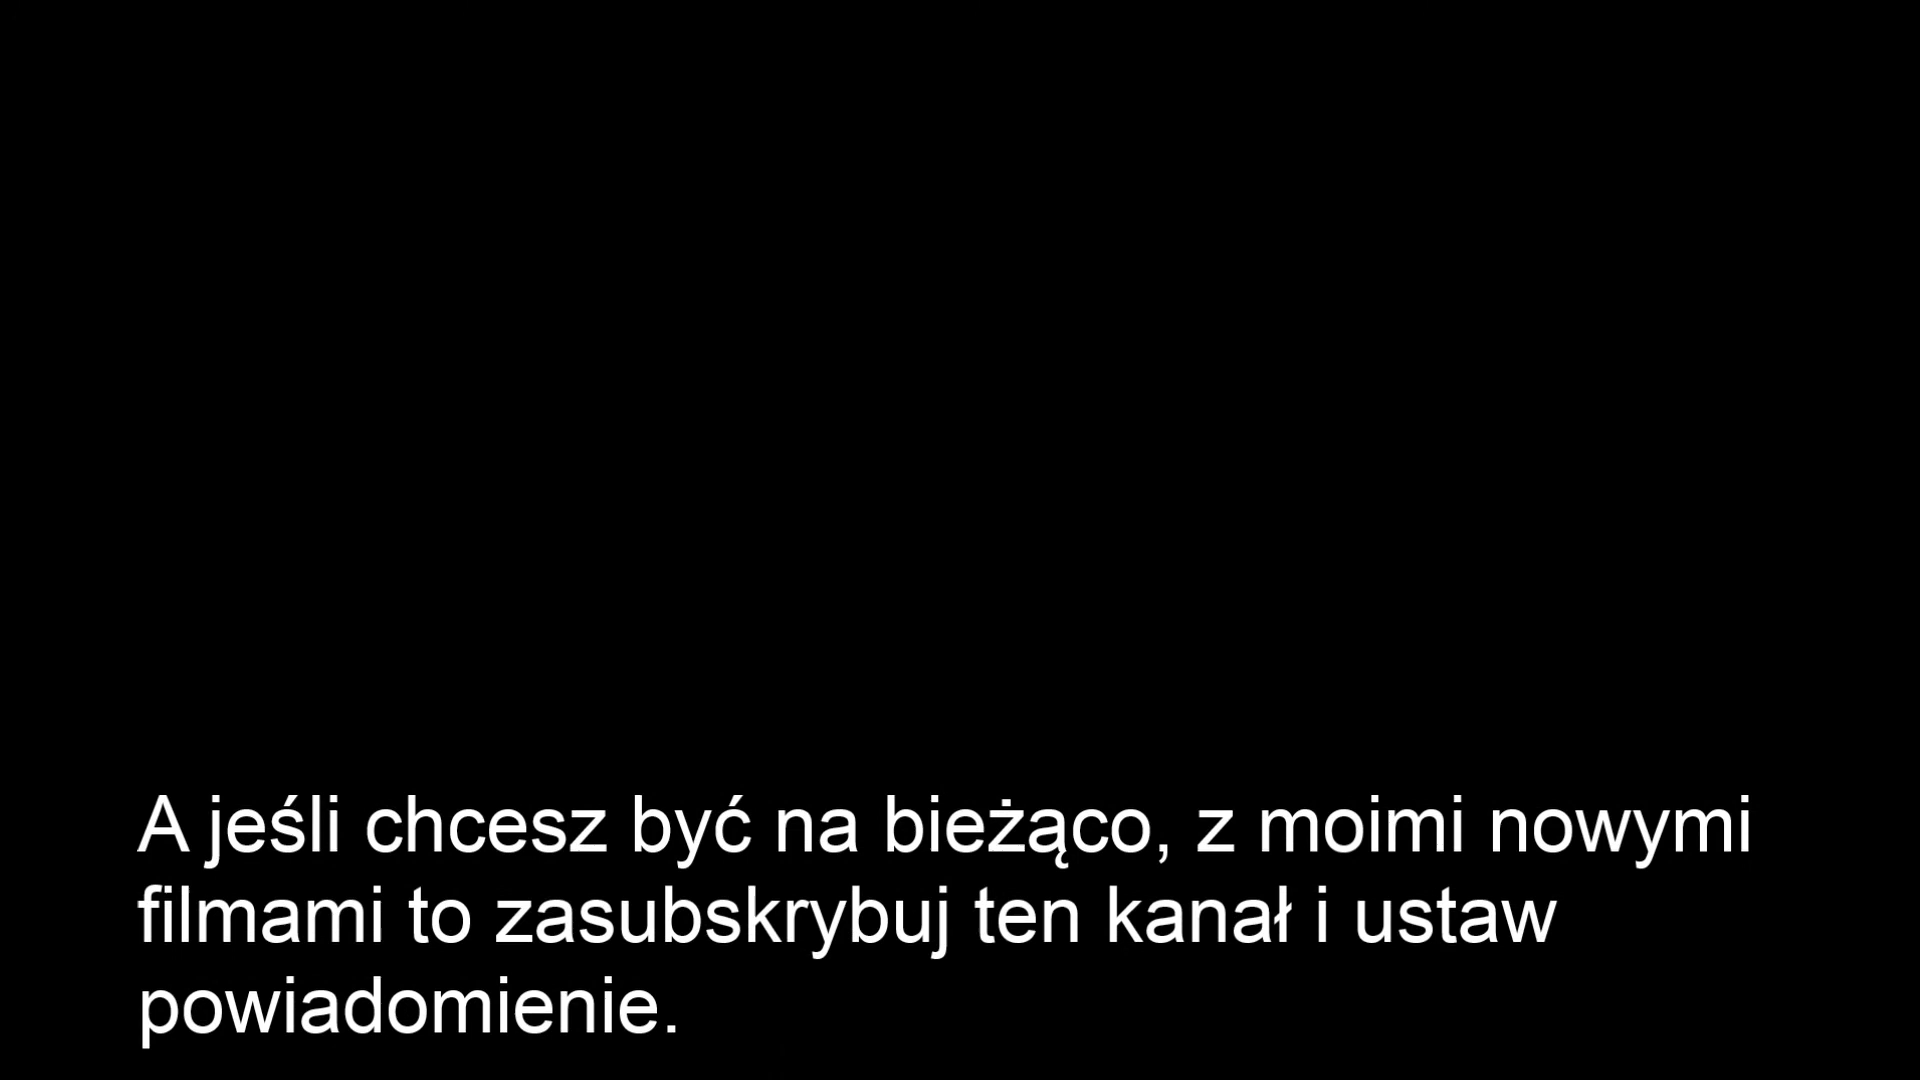 A jeśli chcesz być na bieżąco, z moimi nowymi
filmami to zasubskrybuj ten kanał i ustaw
powiadomienie.